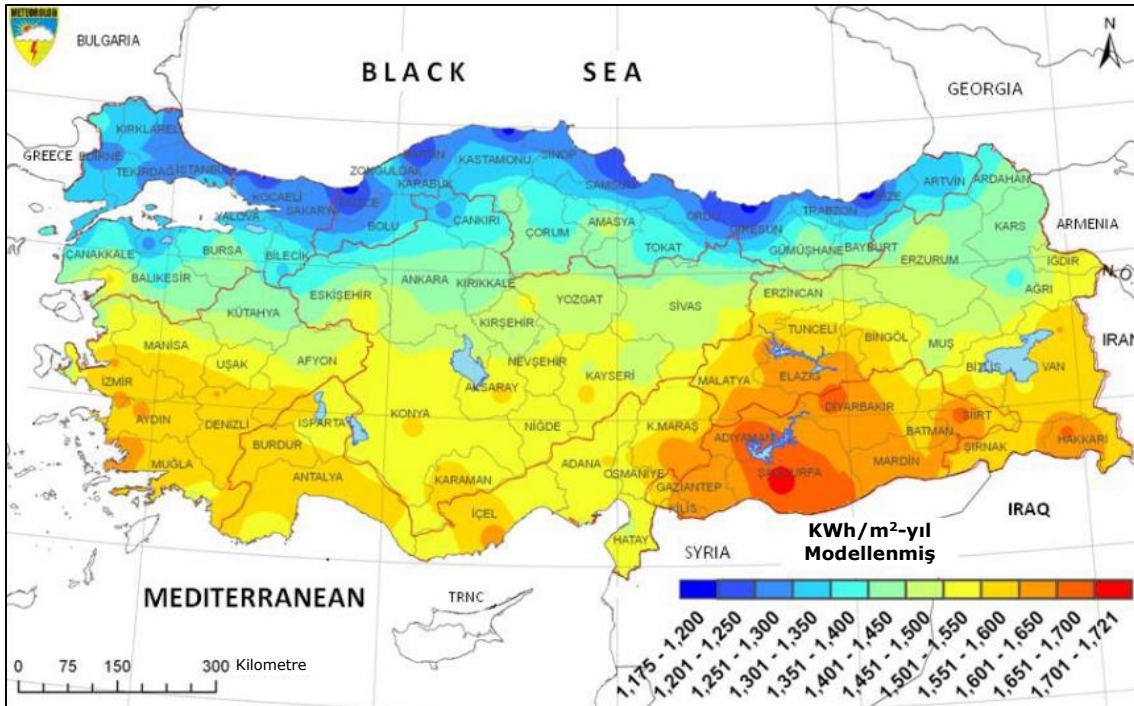 METEOROLOJİ
BULGARIA
BLACK SEA
N
GEORGIA
GREECE
KIRKLARELİ
EDİRNE
TEKİRDAĞ
İSTANBUL
KOCAELİ
YALOVA
SAKARYA
DÜZCE
ZONGULDAK
BARTIN
KARABÜK
KASTAMONU
SİNOP
SAMSUN
ORDU
GİRESUN
TRABZON
RİZE
ARTVİN
ARDAHAN
ÇANAKKALE
BALIKESİR
BURSA
BİLECİK
BOLU
ÇANKIRI
ÇORUM
AMASYA
TOKAT
GÜMÜŞHANE
BAYBURT
ERZURUM
KARS
ARMENIA
IĞDIR
AĞRI
KÜTAHYA
ESKİŞEHİR
ANKARA
KIRIKKALE
YOZGAT
SİVAS
ERZİNCAN
TUNCELİ
BİNGÖL
MUŞ
BİTLİS
VAN
IRAN
MANİSA
UŞAK
AFYON
KIRŞEHİR
NEVŞEHİR
AKSARAY
KAYSERİ
MALATYA
ELAZIĞ
DİYARBAKIR
BATMAN
SİİRT
ŞIRNAK
HAKKARİ
İZMİR
AYDIN
DENİZLİ
ISPARTA
BURDUR
KONYA
NİĞDE
K.MARAŞ
ADIYAMAN
ŞANLIURFA
MARDİN
MUĞLA
ANTALYA
KARAMAN
İÇEL
ADANA
OSMANİYE
GAZİANTEP
KİLİS
HATAY
SYRIA
IRAQ
MEDITERRANEAN
TRNC
KWh/m²-yıl
Modellenmiş
1,175 - 1,200
1,201 - 1,250
1,251 - 1,300
1,301 - 1,350
1,351 - 1,400
1,401 - 1,450
1,451 - 1,500
1,501 - 1,550
1,551 - 1,600
1,601 - 1,650
1,651 - 1,700
1,701 - 1,721
0 75 150 300 Kilometre